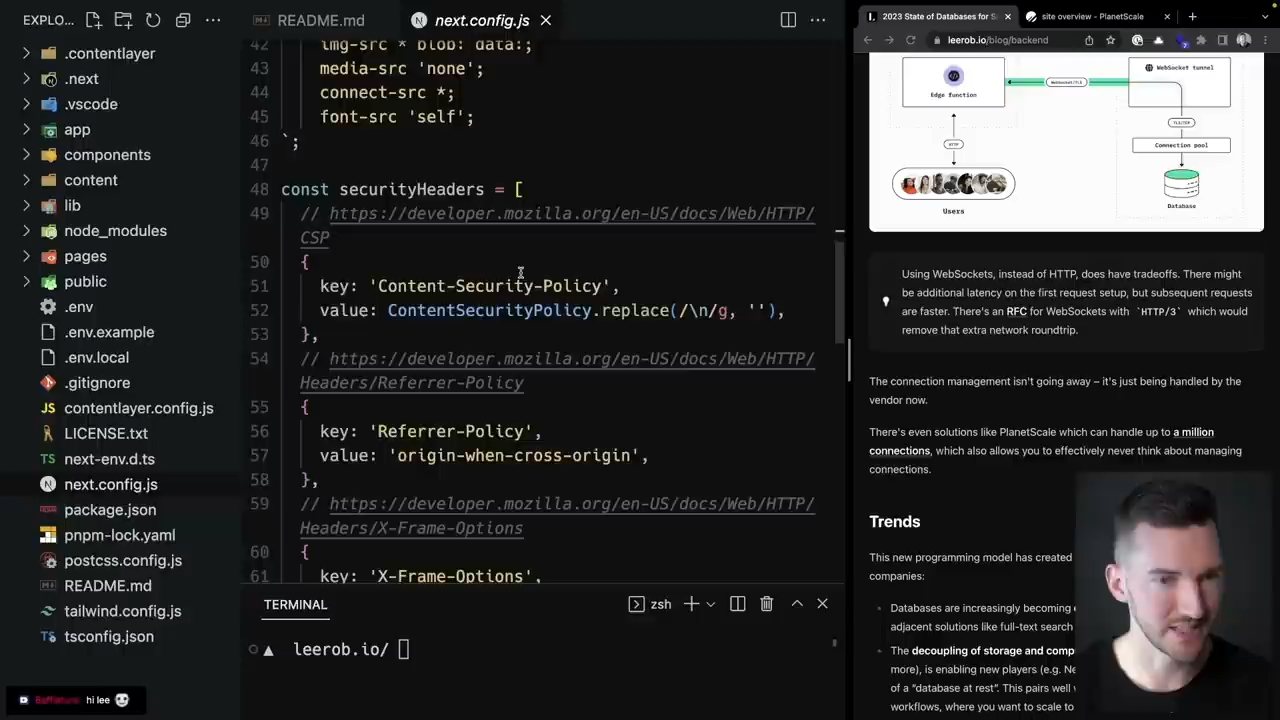 EXPLO...
README.md
next.config.js
.contentlayer
.next
.vscode
app
components
content
lib
node_modules
pages
public
.env
.env.example
.env.local
.gitignore
contentlayer.config.js
LICENSE.txt
next-env.d.ts
next.config.js
package.json
pnpm-lock.yaml
postcss.config.js
README.md
tailwind.config.js
tsconfig.json
hi lee
42 img-src * blob: data:;
43 media-src 'none';
44 connect-src *;
45 font-src 'self';
46 `;
47
48 const securityHeaders = [
49 // https://developer.mozilla.org/en-US/docs/Web/HTTP/
CSP
50 {
51 key: 'Content-Security-Policy',
52 value: ContentSecurityPolicy.replace(/\n/g, ''),
53 },
54 // https://developer.mozilla.org/en-US/docs/Web/HTTP/
Headers/Referrer-Policy
55 {
56 key: 'Referrer-Policy',
57 value: 'origin-when-cross-origin',
58 },
59 // https://developer.mozilla.org/en-US/docs/Web/HTTP/
Headers/X-Frame-Options
60 {
61 key: 'X-Frame-Options',
TERMINAL
zsh
leerob.io/
2023 State of Databases for S
site overview - PlanetScale
leerob.io/blog/backend
Edge function
WebSocket/TLS
WebSocket tunnel
TLS/TCP
HTTP
Connection pool
Users
Database
Using WebSockets, instead of HTTP, does have tradeoffs. There might
be additional latency on the first request setup, but subsequent requests
are faster. There's an RFC for WebSockets with `HTTP/3` which would
remove that extra network roundtrip.
The connection management isn't going away – it's just being handled by the
vendor now.
There's even solutions like PlanetScale which can handle up to a million
connections, which also allows you to effectively never think about managing
connections.
Trends
This new programming model has created
companies:
Databases are increasingly becoming
adjacent solutions like full-text search
The decoupling of storage and comp
more), is enabling new players (e.g. Ne
of a "database at rest". This pairs well
workflows, where you want to scale to